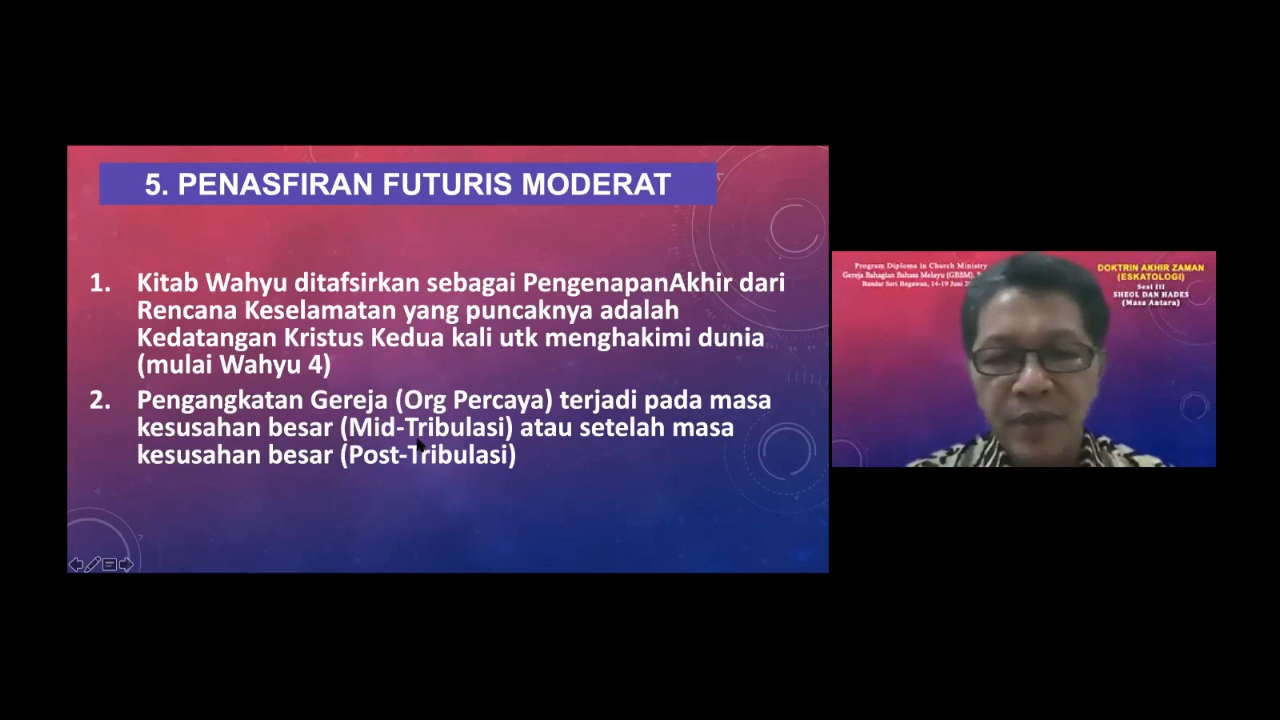 5. PENASFIRAN FUTURIS MODERAT
1. Kitab Wahyu ditafsirkan sebagai PengenapanAkhir dari
Rencana Keselamatan yang puncaknya adalah
Kedatangan Kristus Kedua kali utk menghakimi dunia
(mulai Wahyu 4)
2. Pengangkatan Gereja (Org Percaya) terjadi pada masa
kesusahan besar (Mid-Tribulasi) atau setelah masa
kesusahan besar (Post-Tribulasi)
Program Diploma in Church Ministry
Gereja Bahagian Bahasa Melayu (GBBM),
Bandar Seri Begawan, 14-19 Juni
DOKTRIN AKHIR ZAMAN
(ESKATOLOGI)
Sesi III
SHEOL DAN HADES
(Masa Antara)